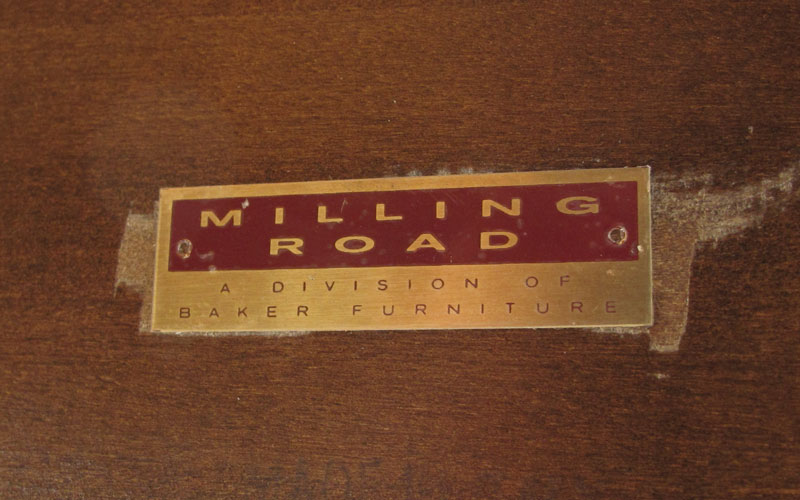 MILLING
ROAD
A DIVISION OF
BAKER FURNITURE